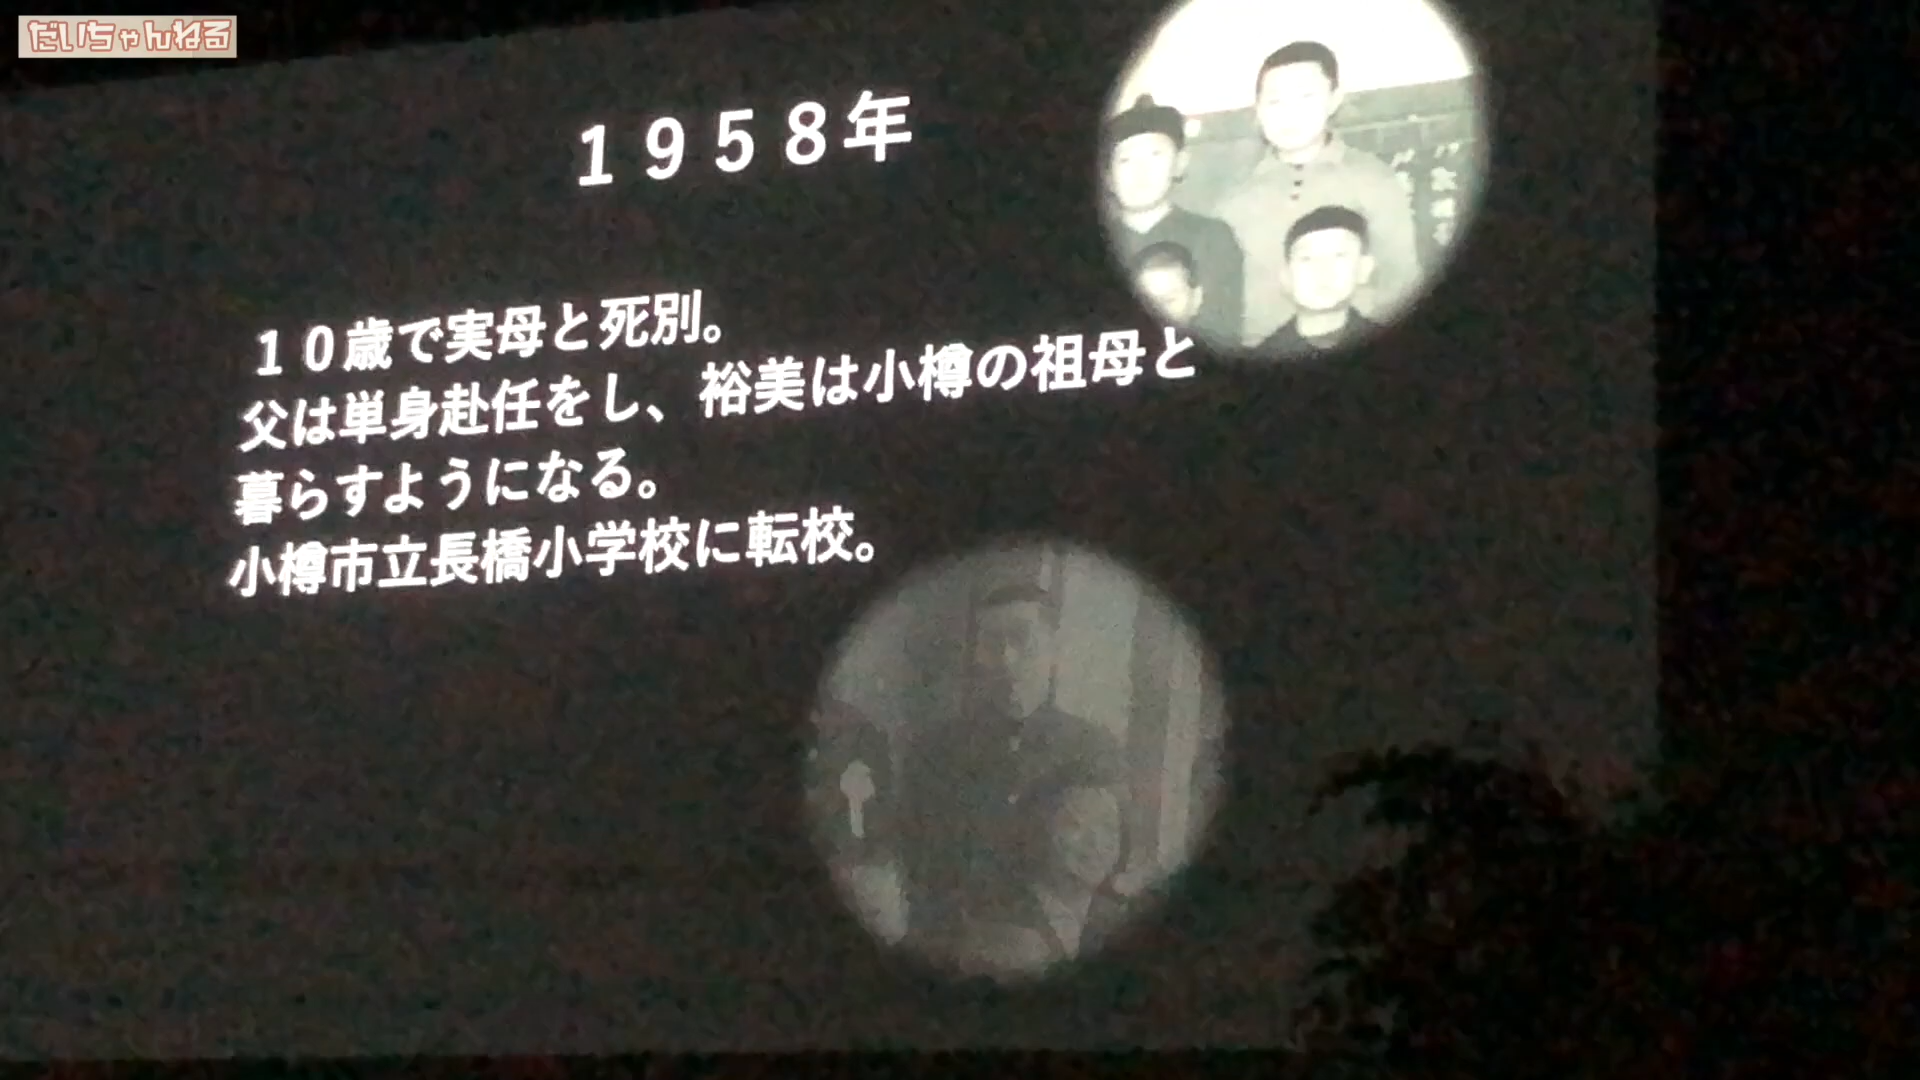 だいちゃんねる
1958年
10歳で実母と死別。
父は単身赴任をし、裕美は小樽の祖母と
暮らすようになる。
小樽市立長橋小学校に転校。